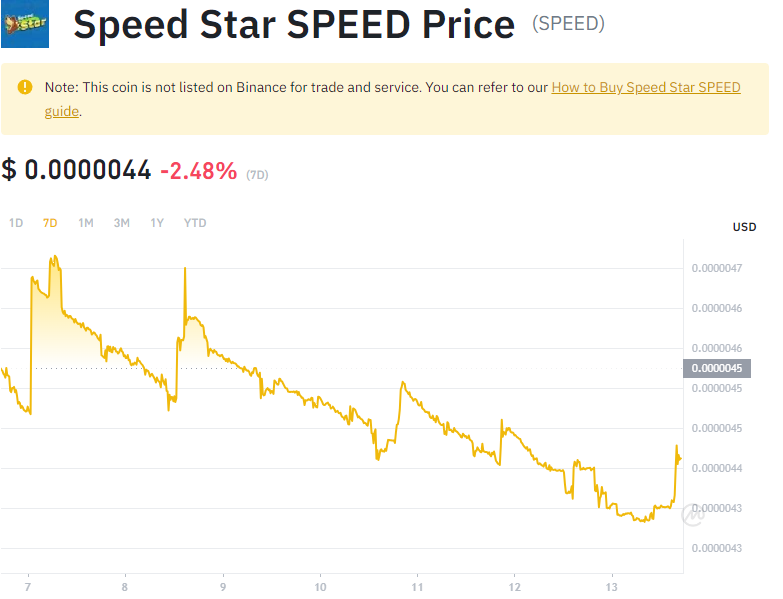 Star
Speed Star SPEED Price (SPEED)
Note: This coin is not listed on Binance for trade and service. You can refer to our How to Buy Speed Star SPEED
guide.
$ 0.0000044 -2.48% (7D)
1D 7D 1M 3M 1Y YTD
USD
0.0000047
0.0000046
0.0000046
0.0000045
0.0000045
0.0000045
0.0000044
0.0000043
0.0000043
7 8 9 10 11 12 13